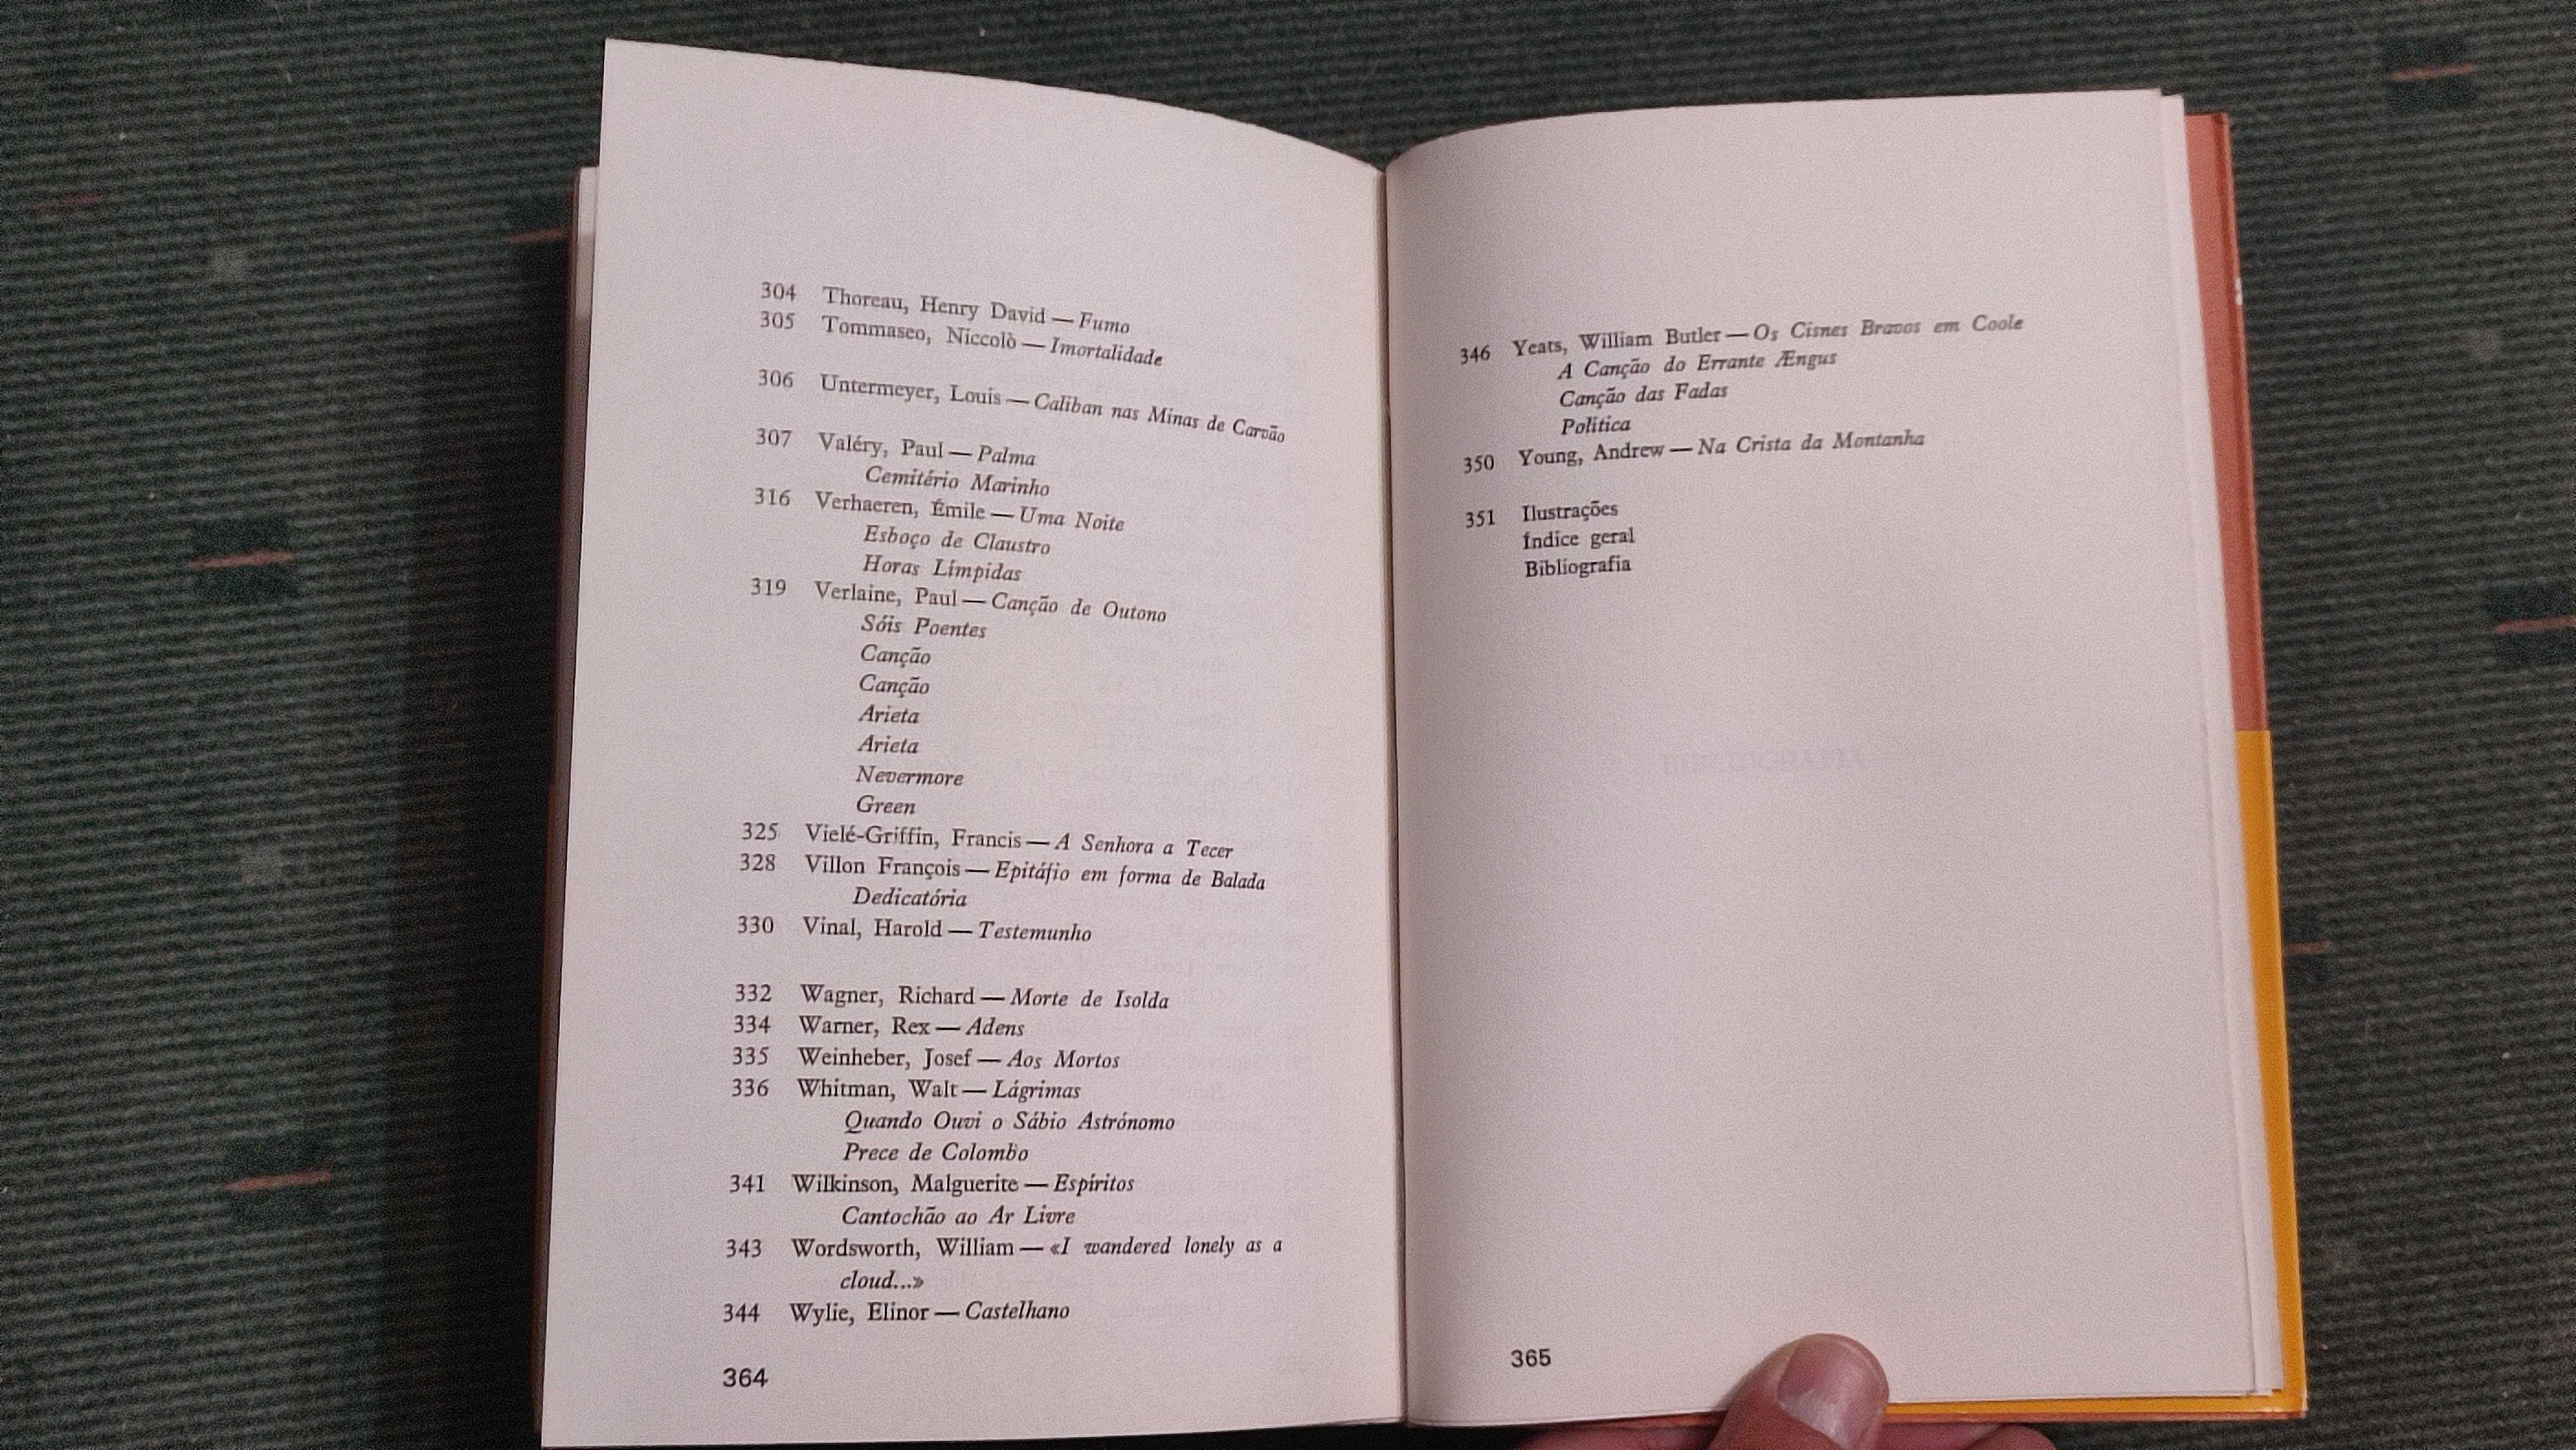 304 Thoreau, Henry David — Fumo
305 Tommaseo, Niccolò — Imortalidade
306 Untermeyer, Louis — Caliban nas Minas de Carvão
307 Valéry, Paul — Palma
Cemitério Marinho
316 Verhaeren, Émile — Uma Noite
Esboço de Claustro
Horas Límpidas
319 Verlaine, Paul — Canção de Outono
Sóis Poentes
Canção
Canção
Arieta
Arieta
Nevermore
Green
325 Vielé-Griffin, Francis — A Senhora a Tecer
328 Villon François — Epitáfio em forma de Balada
Dedicatória
330 Vinal, Harold — Testemunho
332 Wagner, Richard — Morte de Isolda
334 Warner, Rex — Adens
335 Weinheber, Josef — Aos Mortos
336 Whitman, Walt — Lágrimas
Quando Ouvi o Sábio Astrónomo
Prece de Colombo
341 Wilkinson, Malguerite — Espíritos
Cantochão ao Ar Livre
343 Wordsworth, William — «I wandered lonely as a
cloud...»
344 Wylie, Elinor — Castelhano
364
346 Yeats, William Butler — Os Cisnes Bravos em Coole
A Canção do Errante Ængus
Canção das Fadas
Politica
350 Young, Andrew — Na Crista da Montanha
351 Ilustrações
Índice geral
Bibliografia
365